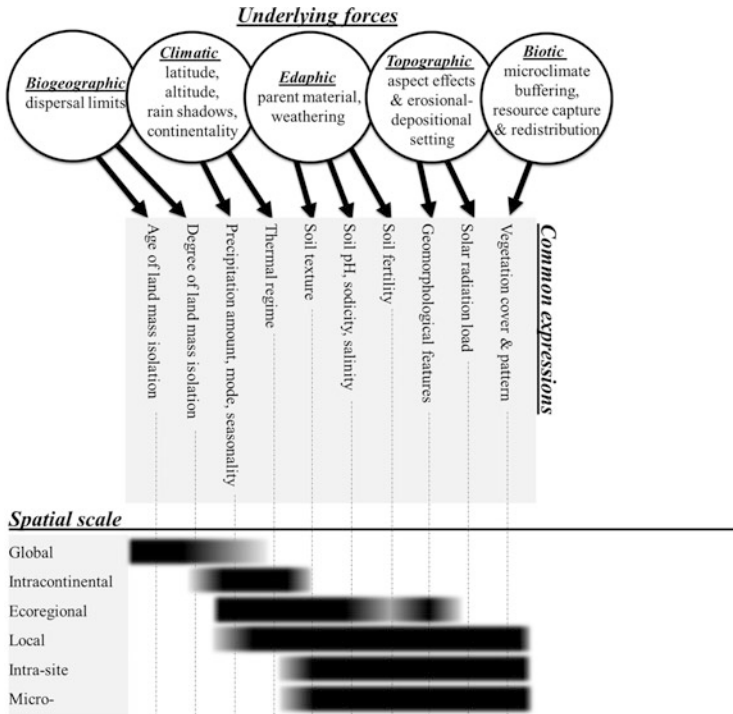 Underlying forces
Biogeographic
dispersal limits
Climatic
latitude,
altitude,
rain shadows,
continentality
Edaphic
parent material,
weathering
Topographic
aspect effects
& erosional-
depositional
setting
Biotic
microclimate
buffering,
resource capture
& redistribution
Age of land mass isolation
Degree of land mass isolation
Precipitation amount, mode, seasonality
Thermal regime
Soil texture
Soil pH, sodicity, salinity
Soil fertility
Geomorphological features
Solar radiation load
Vegetation cover & pattern
Common expressions
Spatial scale
Global
Intracontinental
Ecoregional
Local
Intra-site
Micro-